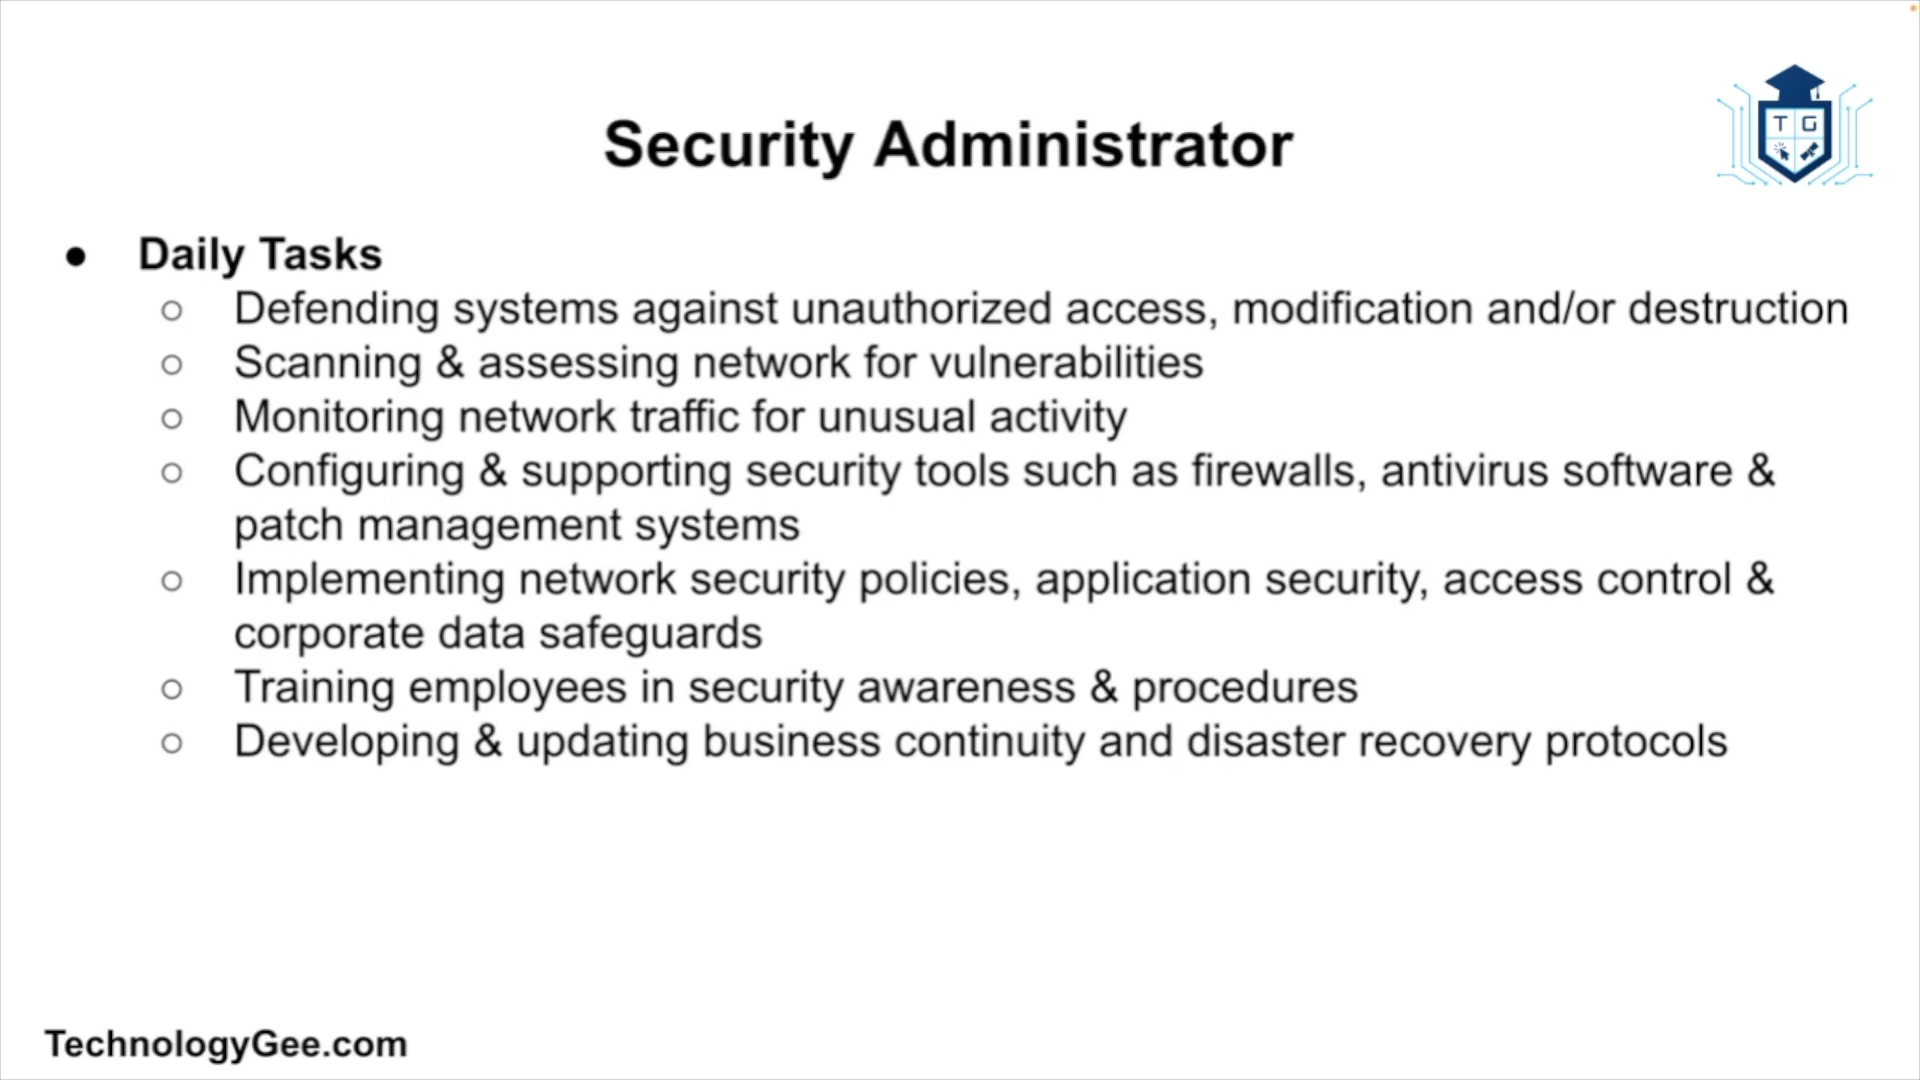 T G
Security Administrator
● Daily Tasks
○ Defending systems against unauthorized access, modification and/or destruction
○ Scanning & assessing network for vulnerabilities
○ Monitoring network traffic for unusual activity
○ Configuring & supporting security tools such as firewalls, antivirus software &
patch management systems
○ Implementing network security policies, application security, access control &
corporate data safeguards
○ Training employees in security awareness & procedures
○ Developing & updating business continuity and disaster recovery protocols
TechnologyGee.com